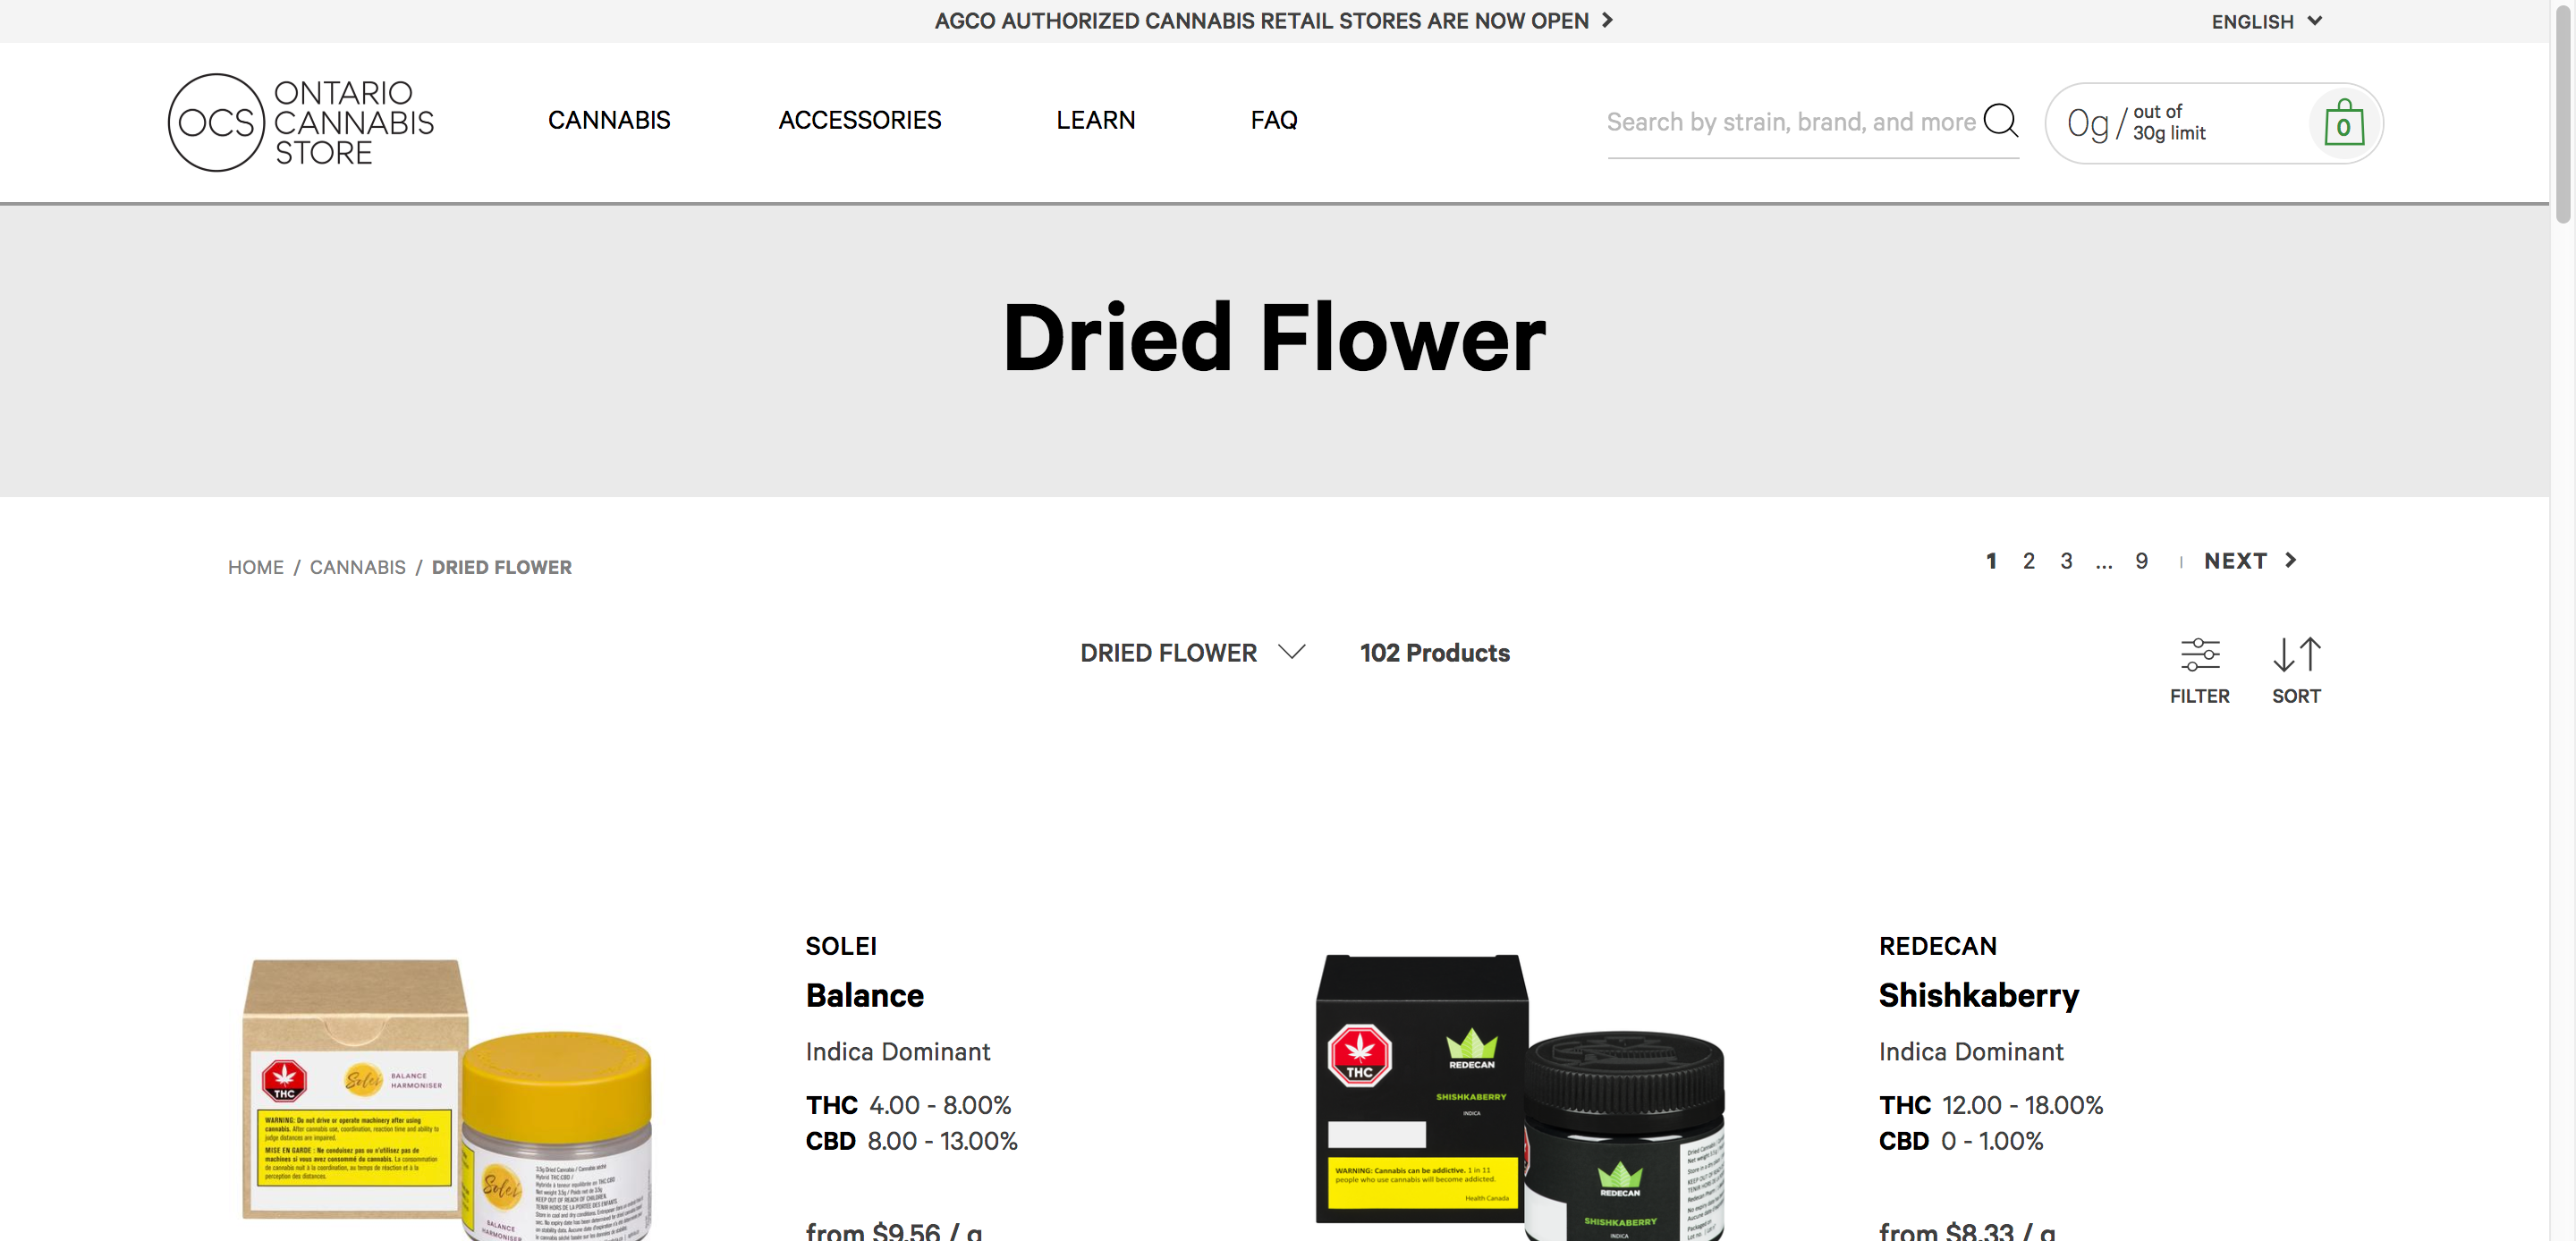 AGCO AUTHORIZED CANNABIS RETAIL STORES ARE NOW OPEN
ENGLISH
OCS
ONTARIO
CANNABIS
STORE
CANNABIS
ACCESSORIES
LEARN
FAQ
Search by strain, brand, and more
0g / out of
30g limit
0
Dried Flower
HOME / CANNABIS / DRIED FLOWER
1 2 3 ... 9 | NEXT
DRIED FLOWER
102 Products
FILTER
SORT
SOLEI
Balance
Indica Dominant
THC 4.00 - 8.00%
CBD 8.00 - 13.00%
from $9.56 / g
THC
Solei
BALANCE
HARMONISER
WARNING: Do not drive or operate machinery after using
cannabis. After cannabis use, coordination, reaction time and ability to
judge distances are impaired.
MISE EN GARDE : Ne conduisez pas ou n'utilisez pas de
machines si vous avez consommé du cannabis. La consommation
de cannabis nuit à la coordination, au temps de réaction et à la
perception des distances.
Solei
BALANCE
HARMONISER
KEEP OUT OF REACH OF CHILDREN.
REDECAN
Shishkaberry
Indica Dominant
THC 12.00 - 18.00%
CBD 0 - 1.00%
from $8.33 / g
THC
REDECAN
SHISHKABERRY
INDICA
WARNING: Cannabis can be addictive. 1 in 11
people who use cannabis will become addicted.
Health Canada
REDECAN
SHISHKABERRY
INDICA